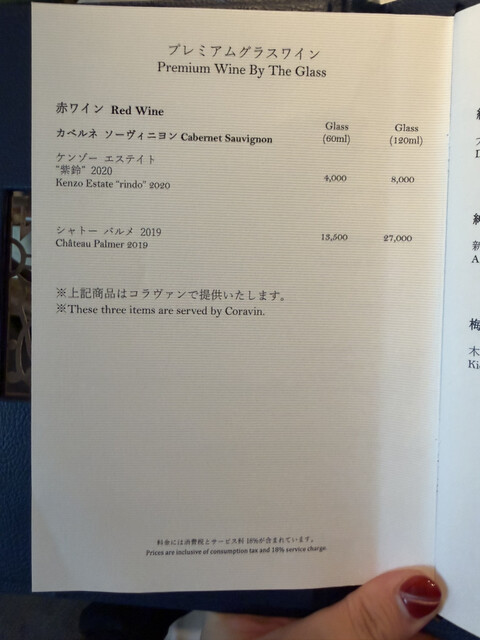 プレミアムグラスワイン
Premium Wine By The Glass
赤ワイン Red Wine
カベルネ ソーヴィニヨン Cabernet Sauvignon Glass (60ml) Glass (120ml)
ケンゾー エステイト
"紫鈴" 2020
Kenzo Estate "rindo" 2020 4,000 8,000
シャトー パルメ 2019
Château Palmer 2019 13,500 27,000
※上記商品はコラヴァンで提供いたします。
※These three items are served by Coravin.
料金には消費税とサービス料 18%が含まれています。
Prices are inclusive of consumption tax and 18% service charge.
新
A
梅
木
Ki